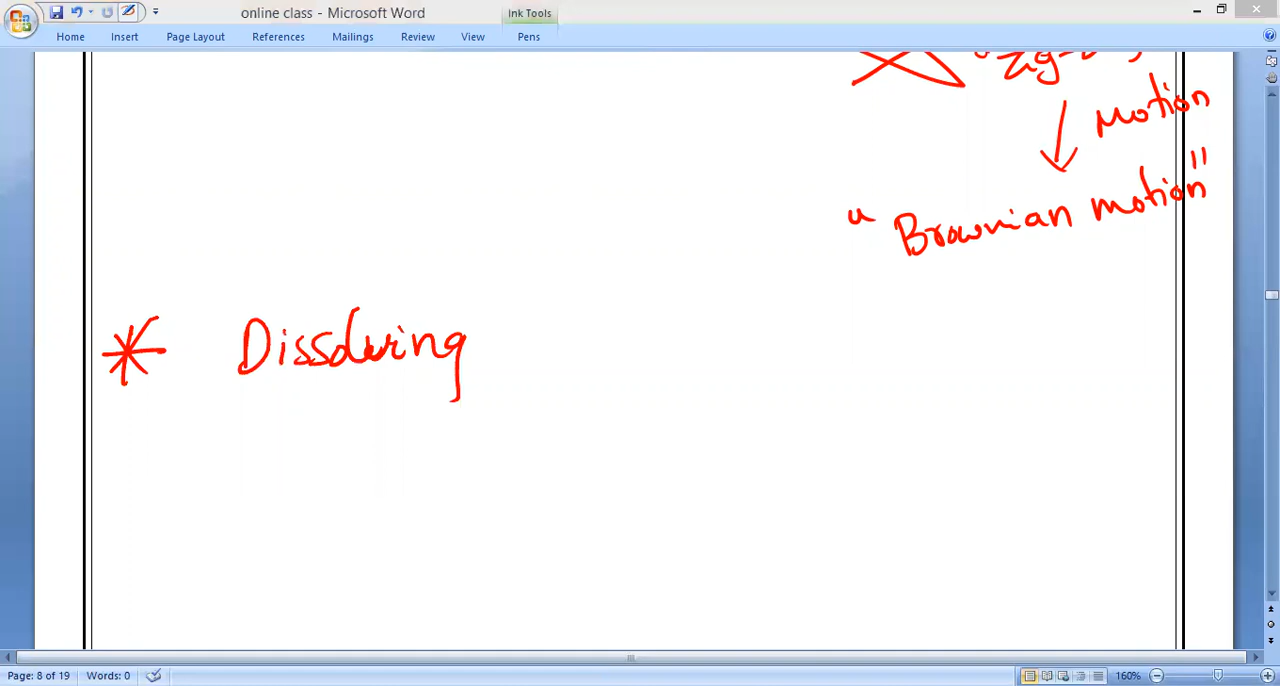 online class - Microsoft Word
Ink Tools
Home Insert Page Layout References Mailings Review View Pens
Motion
" Brownian motion"
* Dissolving
Page: 8 of 19 Words: 0 160%